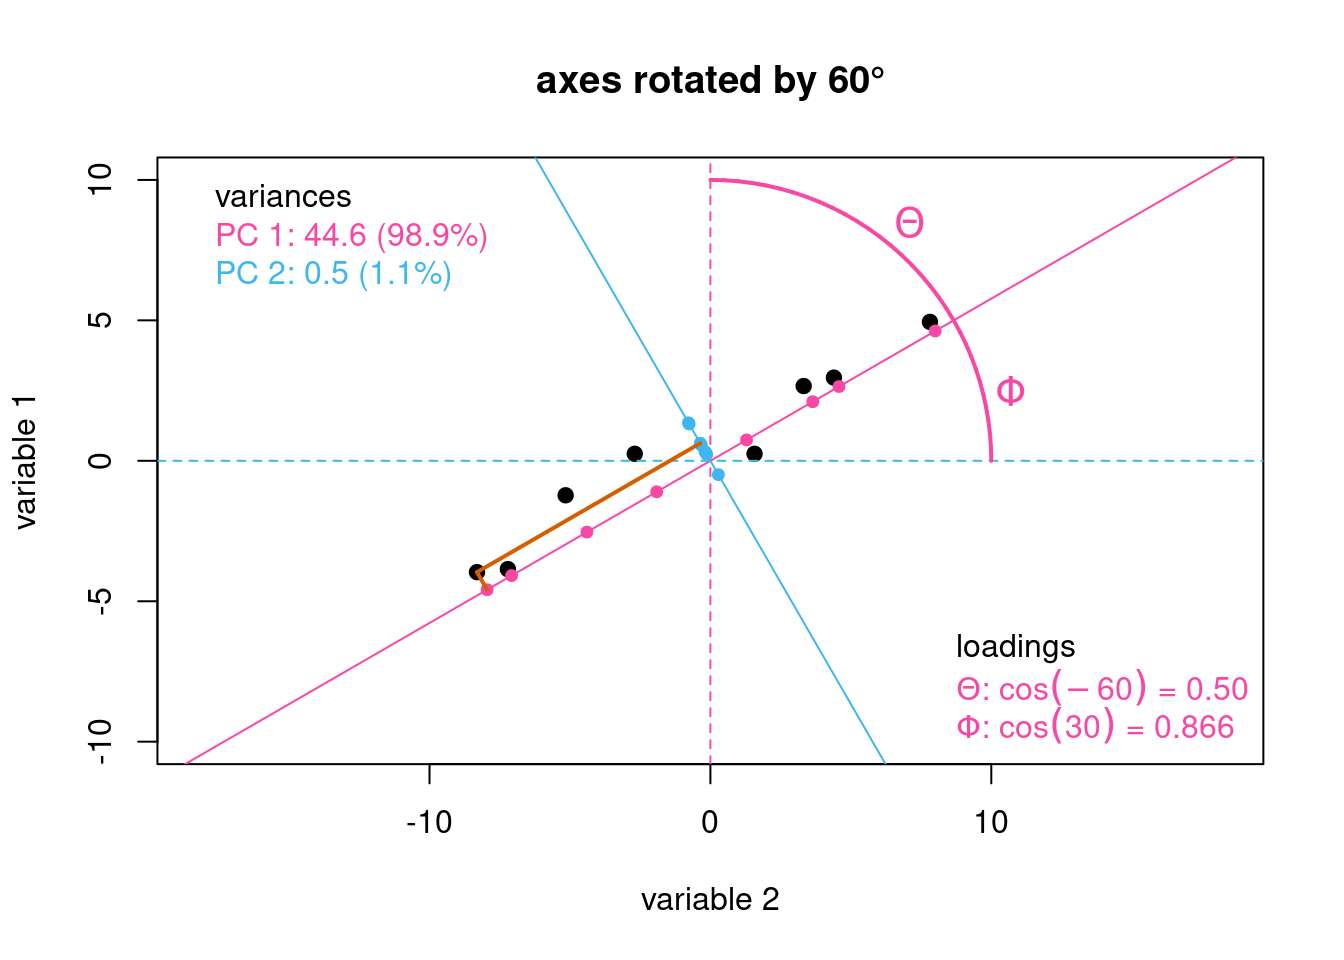 axes rotated by 60°
variances
PC 1: 44.6 (98.9%)
PC 2: 0.5 (1.1%)
Θ
Φ
loadings
Θ: cos(− 60) = 0.50
Φ: cos(30) = 0.866
variable 1
10
5
0
-5
-10
-10
0
10
variable 2